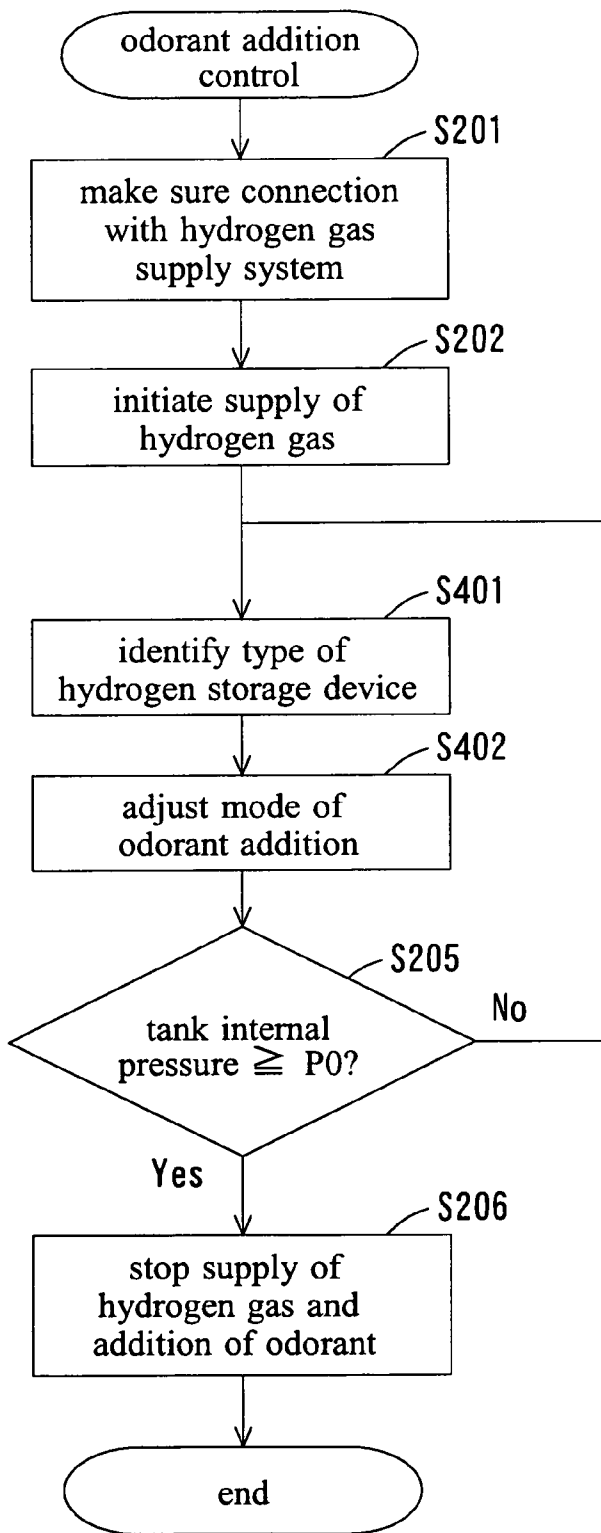 odorant addition
control
S201
make sure connection
with hydrogen gas
supply system
S202
initiate supply of
hydrogen gas
S401
identify type of
hydrogen storage device
S402
adjust mode of
odorant addition
S205
tank internal
pressure ≧ P0?
No
Yes
S206
stop supply of
hydrogen gas and
addition of odorant
end